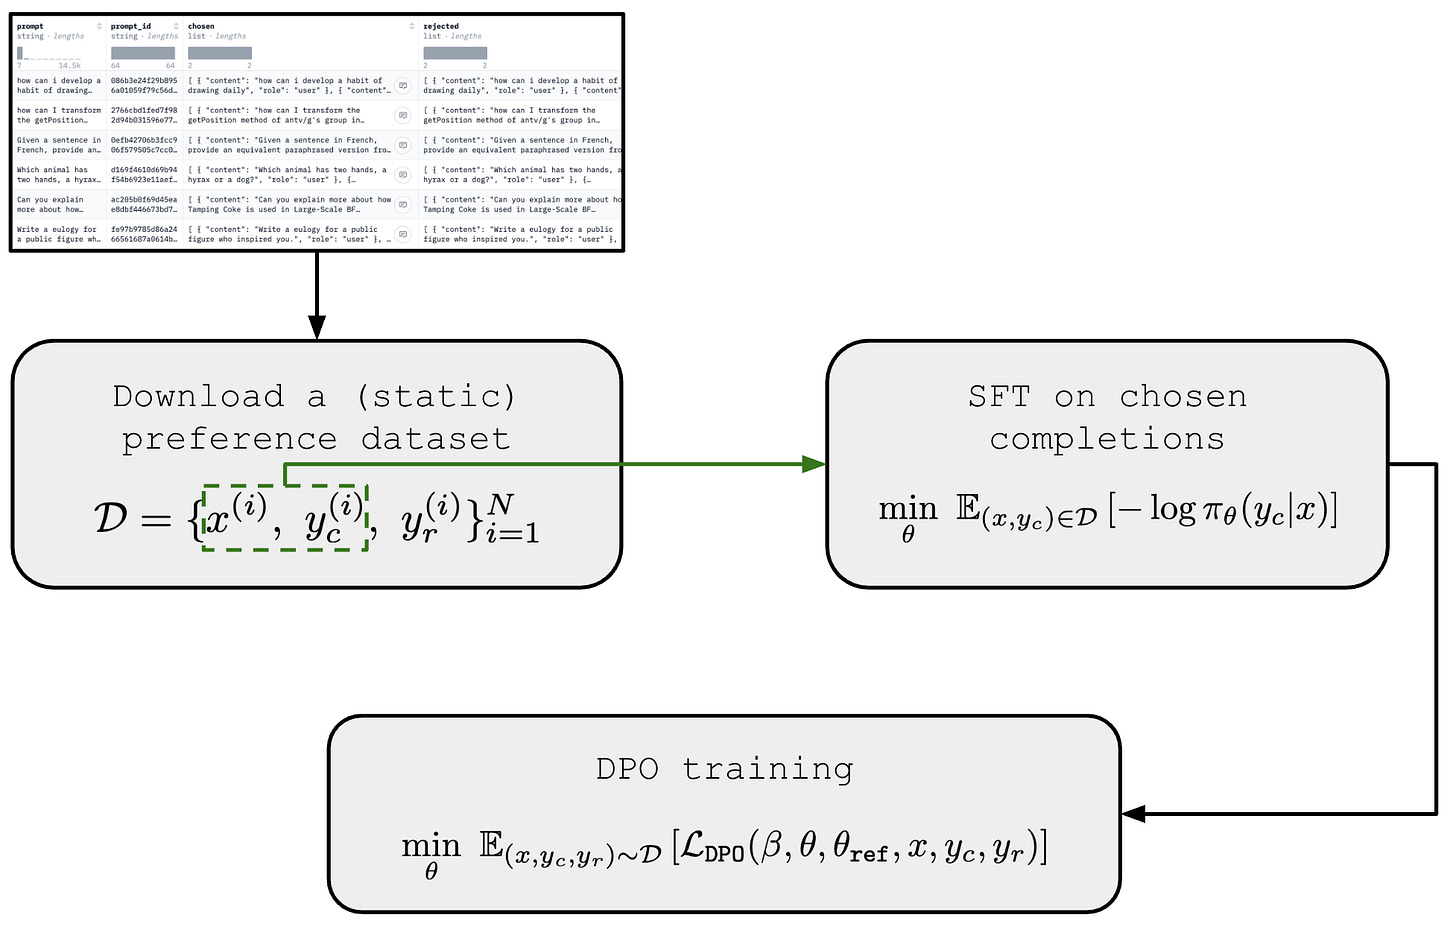 prompt prompt_id chosen rejected
string · lengths string · lengths list · lengths list · lengths
7 14.5k 64 64 2 2 2 2
how can i develop a 086b3e24f29b895 [ { "content": "how can i develop a habit of [ { "content": "how can i develop a habit of
habit of drawing… 6a01059f79c56d… drawing daily", "role": "user" }, { "content"… drawing daily", "role": "user" }, { "content"
how can I transform 2766cbd1fed7f98 [ { "content": "how can I transform the [ { "content": "how can I transform the
the getPosition… 2d94b031596e77… getPosition method of antv/g's group in… getPosition method of antv/g's group in…
Given a sentence in 0efb42706b3fcc9 [ { "content": "Given a sentence in French, [ { "content": "Given a sentence in French,
French, provide an… 06f579505c7cc0… provide an equivalent paraphrased version fro… provide an equivalent paraphrased version fro
Which animal has d169f4610d69b94 [ { "content": "Which animal has two hands, a [ { "content": "Which animal has two hands, a
two hands, a hyrax… f54b6923e11aef… hyrax or a dog?", "role": "user" }, {… hyrax or a dog?", "role": "user" }, {…
Can you explain ac205b0f69d45ea [ { "content": "Can you explain more about how [ { "content": "Can you explain more about ho
more about how… e8dbf446673bd7… Tamping Coke is used in Large-Scale BF… Tamping Coke is used in Large-Scale BF…
Write a eulogy for fe97b9785d86a24 [ { "content": "Write a eulogy for a public [ { "content": "Write a eulogy for a public
a public figure wh… 66561687a0614b… figure who inspired you.", "role": "user" }, … figure who inspired you.", "role": "user" },
Download a (static)
preference dataset
𝒟 = {x^{(i)}, y_c^{(i)}, y_r^{(i)}}_{i=1}^N
SFT on chosen
completions
min_θ 𝔼_{(x,y_c)∈𝒟} [− log π_θ(y_c|x)]
DPO training
min_θ 𝔼_{(x,y_c,y_r)∼𝒟} [ℒ_DPO(β, θ, θ_ref, x, y_c, y_r)]